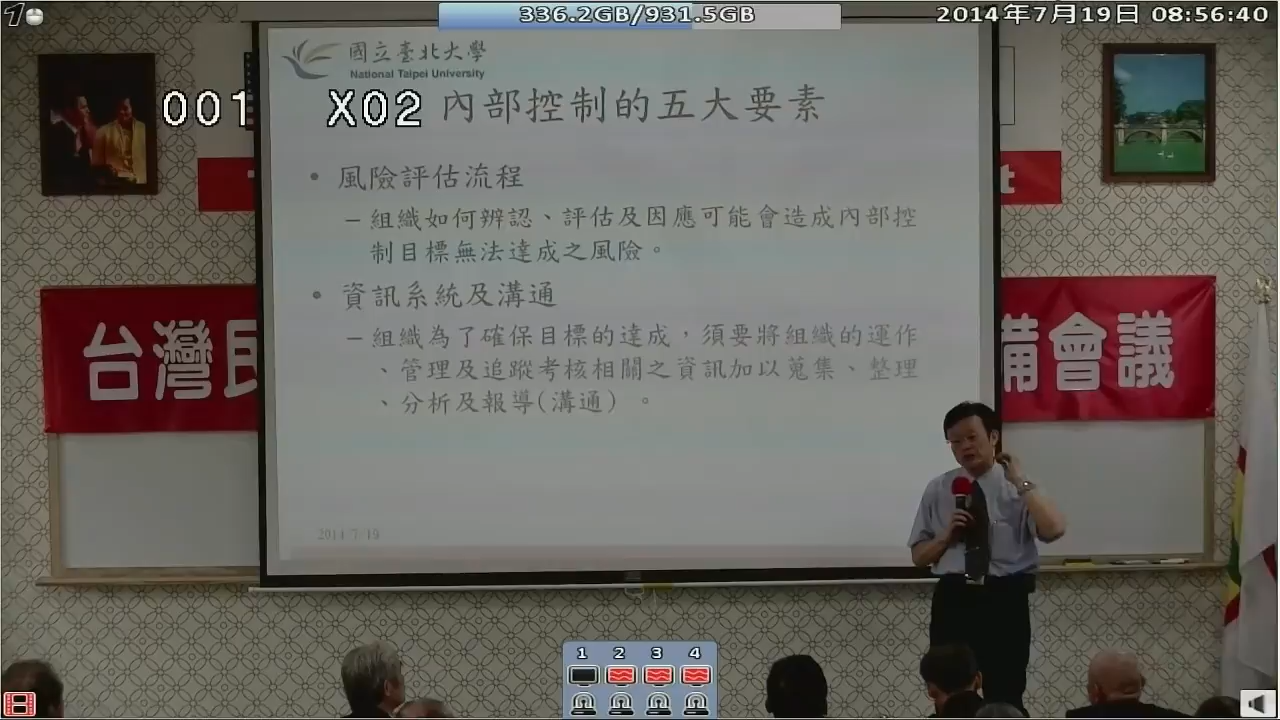 1
336.2GB/931.5GB
2014年7月19日 08:56:40
國立臺北大學
National Taipei University
001 X02
內部控制的五大要素
• 風險評估流程
– 組織如何辨認、評估及因應可能會造成內部控
制目標無法達成之風險。
• 資訊系統及溝通
– 組織為了確保目標的達成，須要將組織的運作
、管理及追蹤考核相關之資訊加以蒐集、整理
、分析及報導(溝通) 。
2014/7/19
t
台灣民
備會議
1 2 3 4